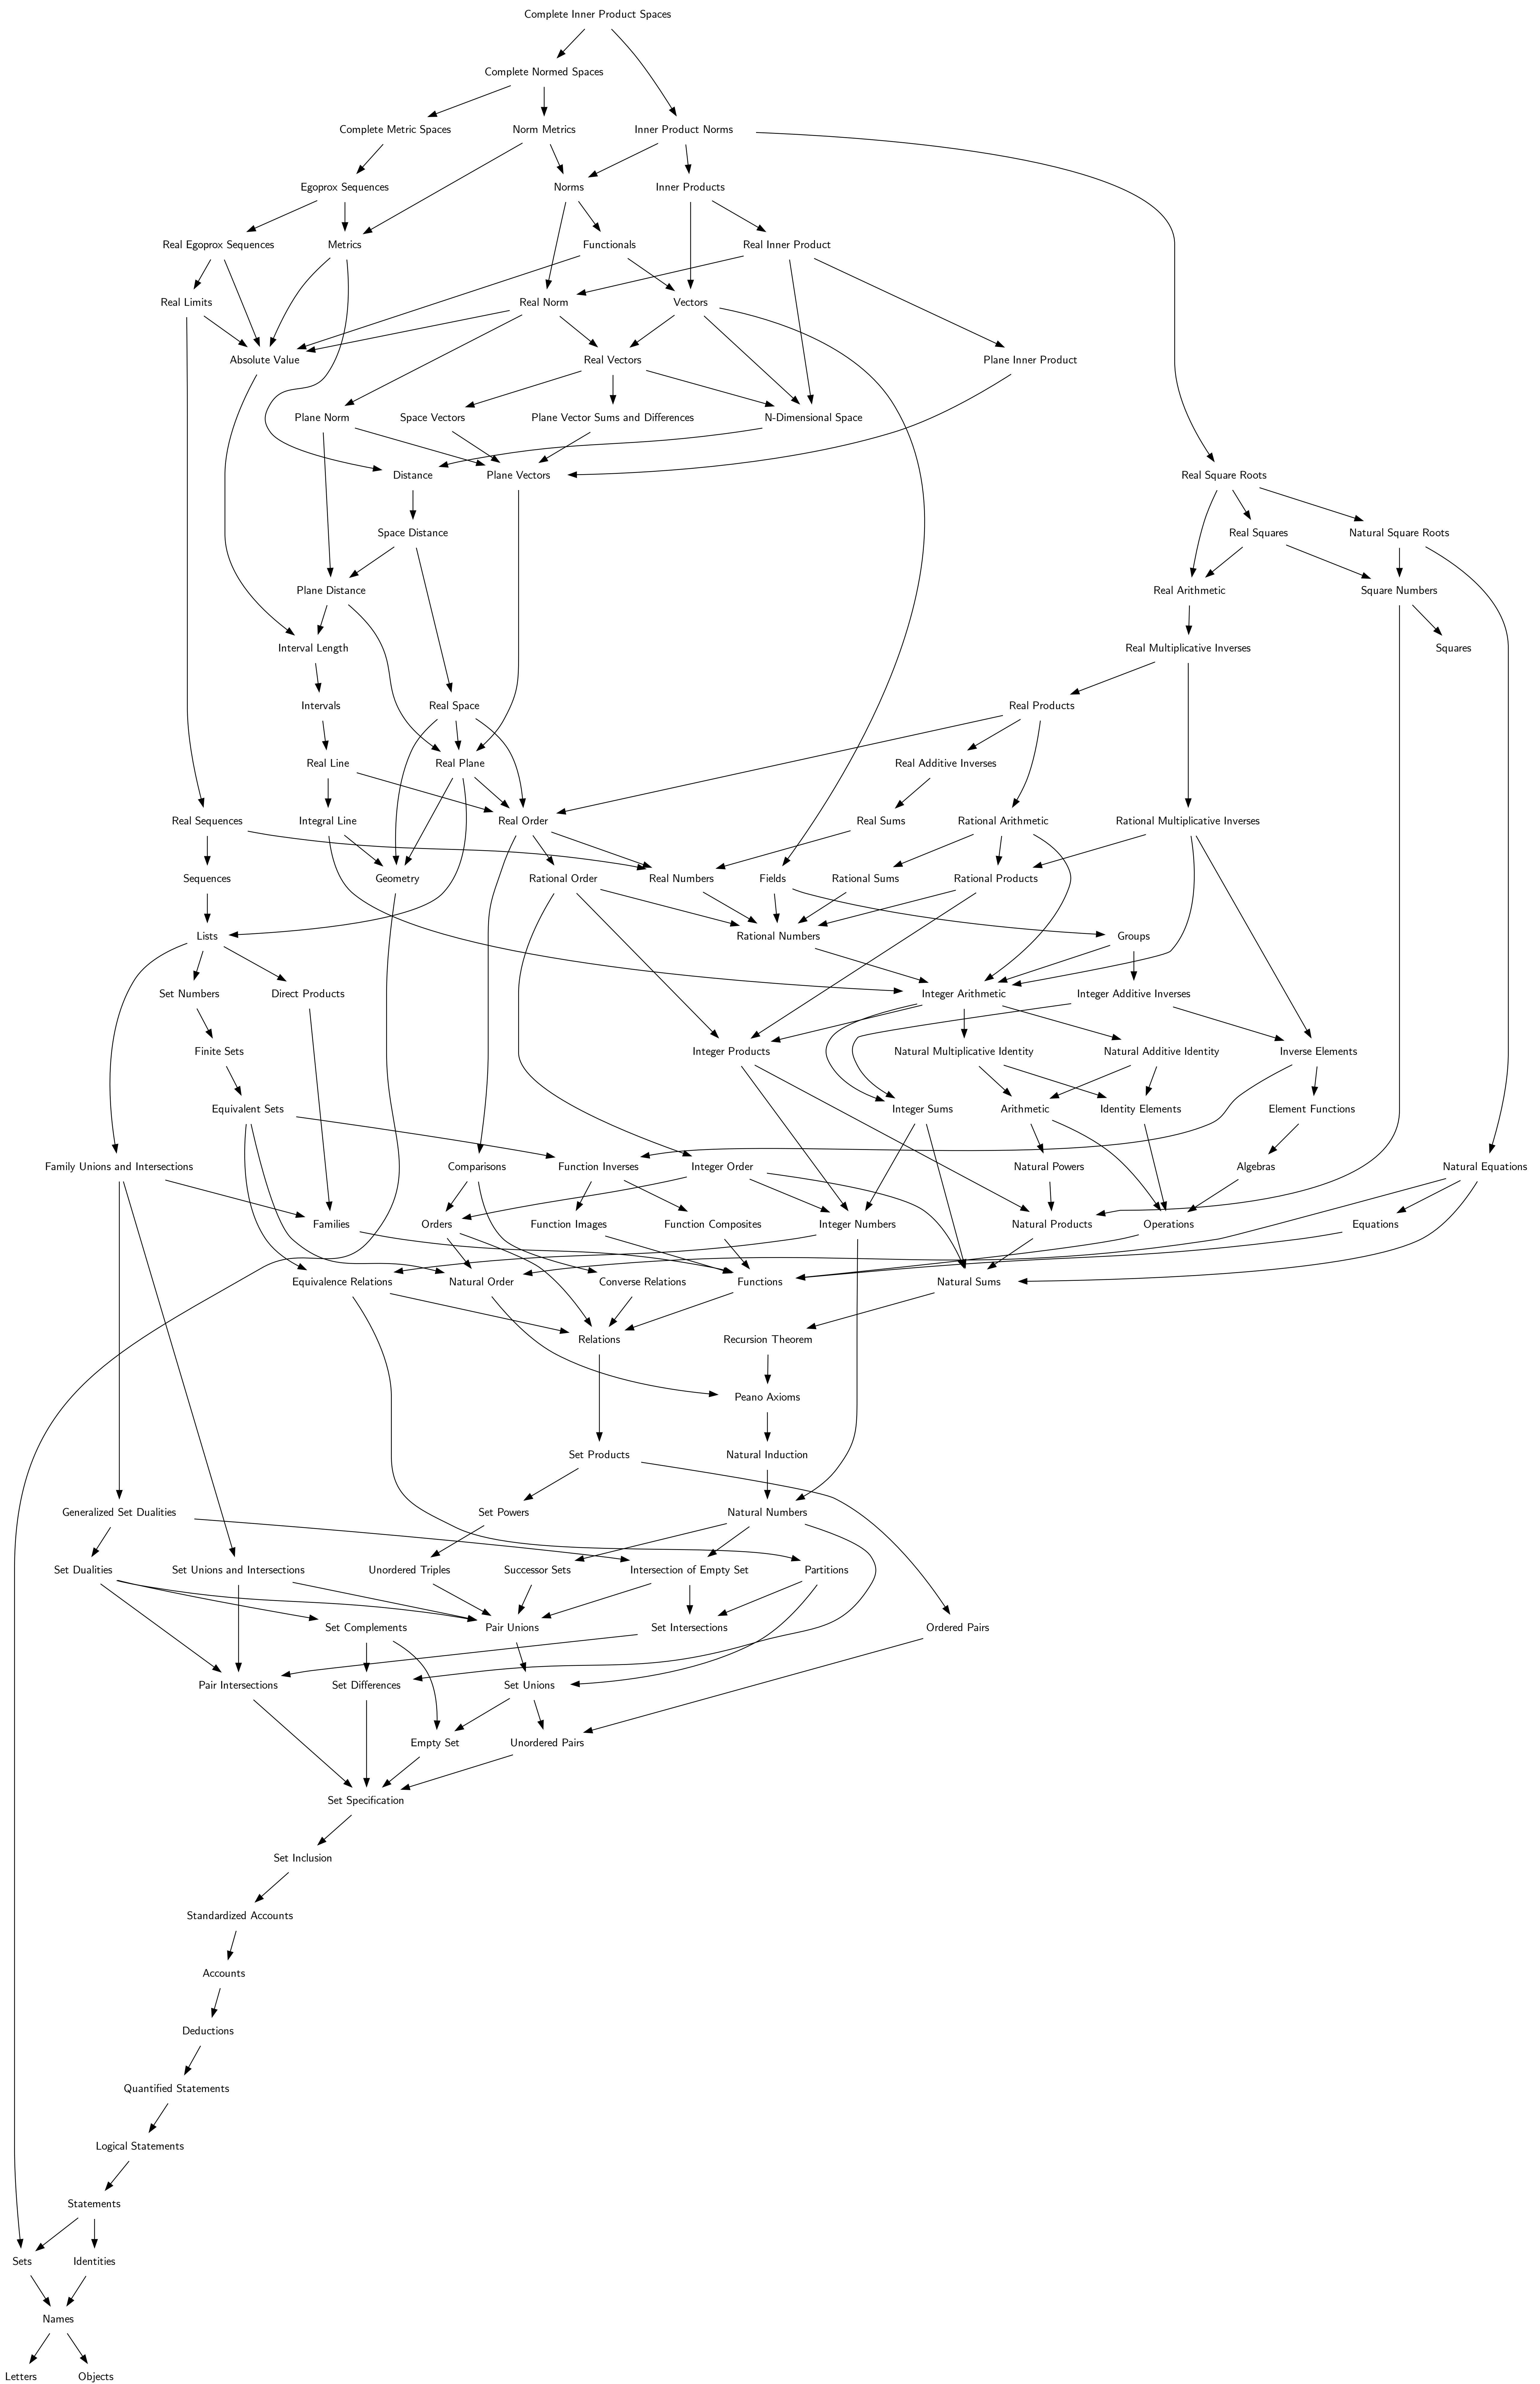 Complete Inner Product Spaces
Complete Normed Spaces
Complete Metric Spaces
Norm Metrics
Inner Product Norms
Egoprox Sequences
Norms
Inner Products
Real Egoprox Sequences
Metrics
Functionals
Real Inner Product
Real Limits
Real Norm
Vectors
Absolute Value
Real Vectors
Plane Inner Product
Plane Norm
Space Vectors
Plane Vector Sums and Differences
N-Dimensional Space
Distance
Plane Vectors
Real Square Roots
Space Distance
Real Squares
Natural Square Roots
Plane Distance
Real Arithmetic
Square Numbers
Interval Length
Real Multiplicative Inverses
Squares
Intervals
Real Space
Real Products
Real Line
Real Plane
Real Additive Inverses
Real Sequences
Integral Line
Real Order
Real Sums
Rational Arithmetic
Rational Multiplicative Inverses
Sequences
Geometry
Rational Order
Real Numbers
Fields
Rational Sums
Rational Products
Lists
Rational Numbers
Groups
Set Numbers
Direct Products
Integer Arithmetic
Integer Additive Inverses
Finite Sets
Integer Products
Natural Multiplicative Identity
Natural Additive Identity
Inverse Elements
Equivalent Sets
Integer Sums
Arithmetic
Identity Elements
Element Functions
Family Unions and Intersections
Comparisons
Function Inverses
Integer Order
Natural Powers
Algebras
Natural Equations
Families
Orders
Function Images
Function Composites
Integer Numbers
Natural Products
Operations
Equations
Equivalence Relations
Natural Order
Converse Relations
Functions
Natural Sums
Relations
Recursion Theorem
Peano Axioms
Set Products
Natural Induction
Generalized Set Dualities
Set Powers
Natural Numbers
Set Dualities
Set Unions and Intersections
Unordered Triples
Successor Sets
Intersection of Empty Set
Partitions
Set Complements
Pair Unions
Set Intersections
Ordered Pairs
Pair Intersections
Set Differences
Set Unions
Empty Set
Unordered Pairs
Set Specification
Set Inclusion
Standardized Accounts
Accounts
Deductions
Quantified Statements
Logical Statements
Statements
Sets
Identities
Names
Letters
Objects